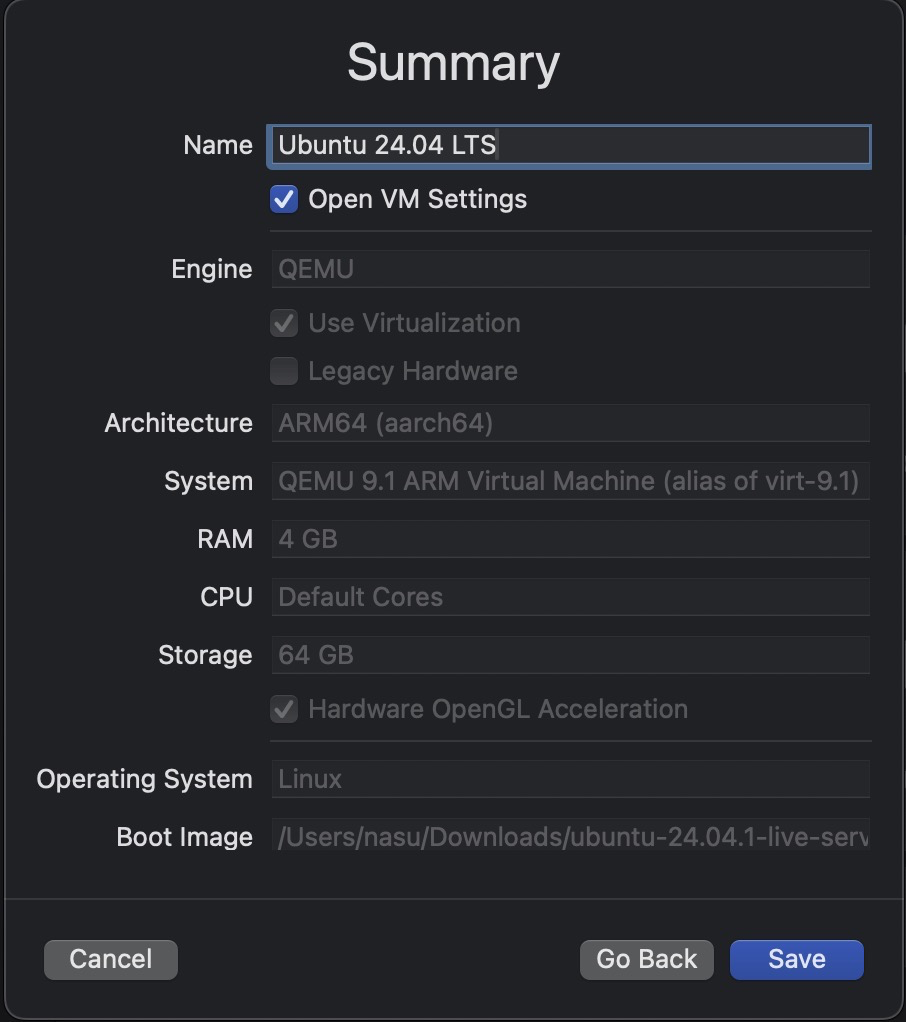 Summary
Name Ubuntu 24.04 LTS
Open VM Settings
Engine QEMU
Use Virtualization
Legacy Hardware
Architecture ARM64 (aarch64)
System QEMU 9.1 ARM Virtual Machine (alias of virt-9.1)
RAM 4 GB
CPU Default Cores
Storage 64 GB
Hardware OpenGL Acceleration
Operating System Linux
Boot Image /Users/nasu/Downloads/ubuntu-24.04.1-live-serv
Cancel Go Back Save